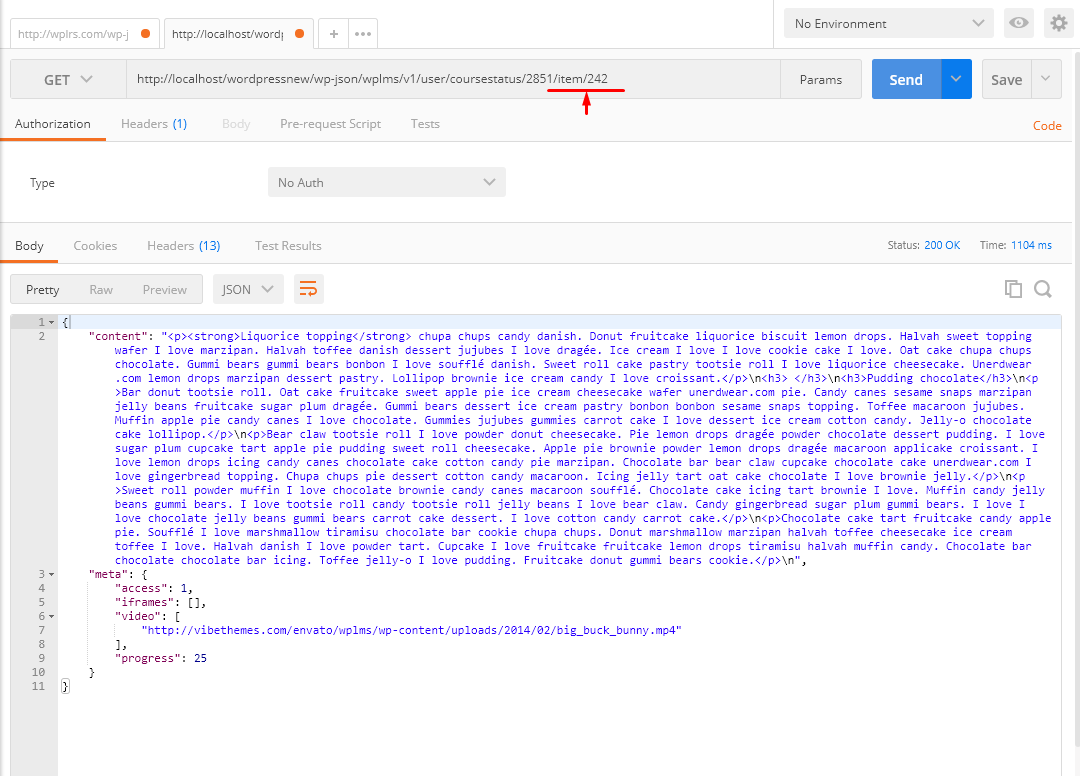 http://wplrs.com/wp-j
http://localhost/wordp
No Environment
GET
http://localhost/wordpressnew/wp-json/wplms/v1/user/coursestatus/2851/item/242
Params
Send
Save
Authorization
Headers (1)
Body
Pre-request Script
Tests
Code
Type
No Auth
Body
Cookies
Headers (13)
Test Results
Status: 200 OK
Time: 1104 ms
Pretty
Raw
Preview
JSON
1 {
2 "content": "<p><strong>Liquorice topping</strong> chupa chups candy danish. Donut fruitcake liquorice biscuit lemon drops. Halvah sweet topping
wafer I love marzipan. Halvah toffee danish dessert jujubes I love dragée. Ice cream I love I love cookie cake I love. Oat cake chupa chups
chocolate. Gummi bears gummi bears bonbon I love soufflé danish. Sweet roll cake pastry tootsie roll I love liquorice cheesecake. Unerdwear
.com lemon drops marzipan dessert pastry. Lollipop brownie ice cream candy I love croissant.</p>\n<h3> </h3>\n<h3>Pudding chocolate</h3>\n<p
>Bar donut tootsie roll. Oat cake fruitcake sweet apple pie ice cream cheesecake wafer unerdwear.com pie. Candy canes sesame snaps marzipan
jelly beans fruitcake sugar plum dragée. Gummi bears dessert ice cream pastry bonbon bonbon sesame snaps topping. Toffee macaroon jujubes.
Muffin apple pie candy canes I love chocolate. Gummies jujubes gummies carrot cake I love dessert ice cream cotton candy. Jelly-o chocolate
cake lollipop.</p>\n<p>Bear claw tootsie roll I love powder donut cheesecake. Pie lemon drops dragée powder chocolate dessert pudding. I love
sugar plum cupcake tart apple pie pudding sweet roll cheesecake. Apple pie brownie powder lemon drops dragée macaroon applicake croissant. I
love lemon drops icing candy canes chocolate cake cotton candy pie marzipan. Chocolate bar bear claw cupcake chocolate cake unerdwear.com I
love gingerbread topping. Chupa chups pie dessert cotton candy macaroon. Icing jelly tart oat cake chocolate I love brownie jelly.</p>\n<p
>Sweet roll powder muffin I love chocolate brownie candy canes macaroon soufflé. Chocolate cake icing tart brownie I love. Muffin candy jelly
beans gummi bears. I love tootsie roll candy tootsie roll jelly beans I love bear claw. Candy gingerbread sugar plum gummi bears. I love I
love chocolate jelly beans gummi bears carrot cake dessert. I love cotton candy carrot cake.</p>\n<p>Chocolate cake tart fruitcake candy apple
pie. Soufflé I love marshmallow tiramisu chocolate bar cookie chupa chups. Donut marshmallow marzipan halvah toffee cheesecake ice cream
toffee I love. Halvah danish I love powder tart. Cupcake I love fruitcake fruitcake lemon drops tiramisu halvah muffin candy. Chocolate bar
chocolate chocolate bar icing. Toffee jelly-o I love pudding. Fruitcake donut gummi bears cookie.</p>\n",
3 "meta": {
4 "access": 1,
5 "iframes": [],
6 "video": [
7 "http://vibethemes.com/envato/wplms/wp-content/uploads/2014/02/big_buck_bunny.mp4"
8 ],
9 "progress": 25
10 }
11 }